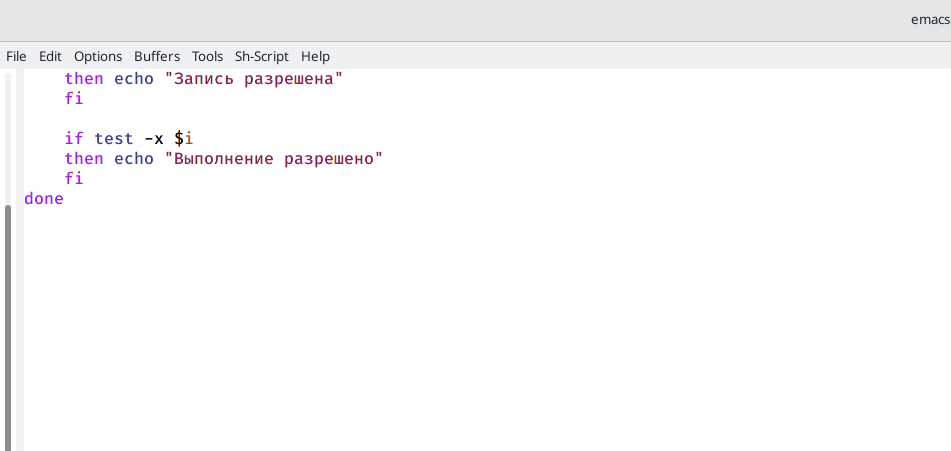 emacs
File Edit Options Buffers Tools Sh-Script Help
then echo "Запись разрешена"
fi
if test -x $i
then echo "Выполнение разрешено"
fi
done